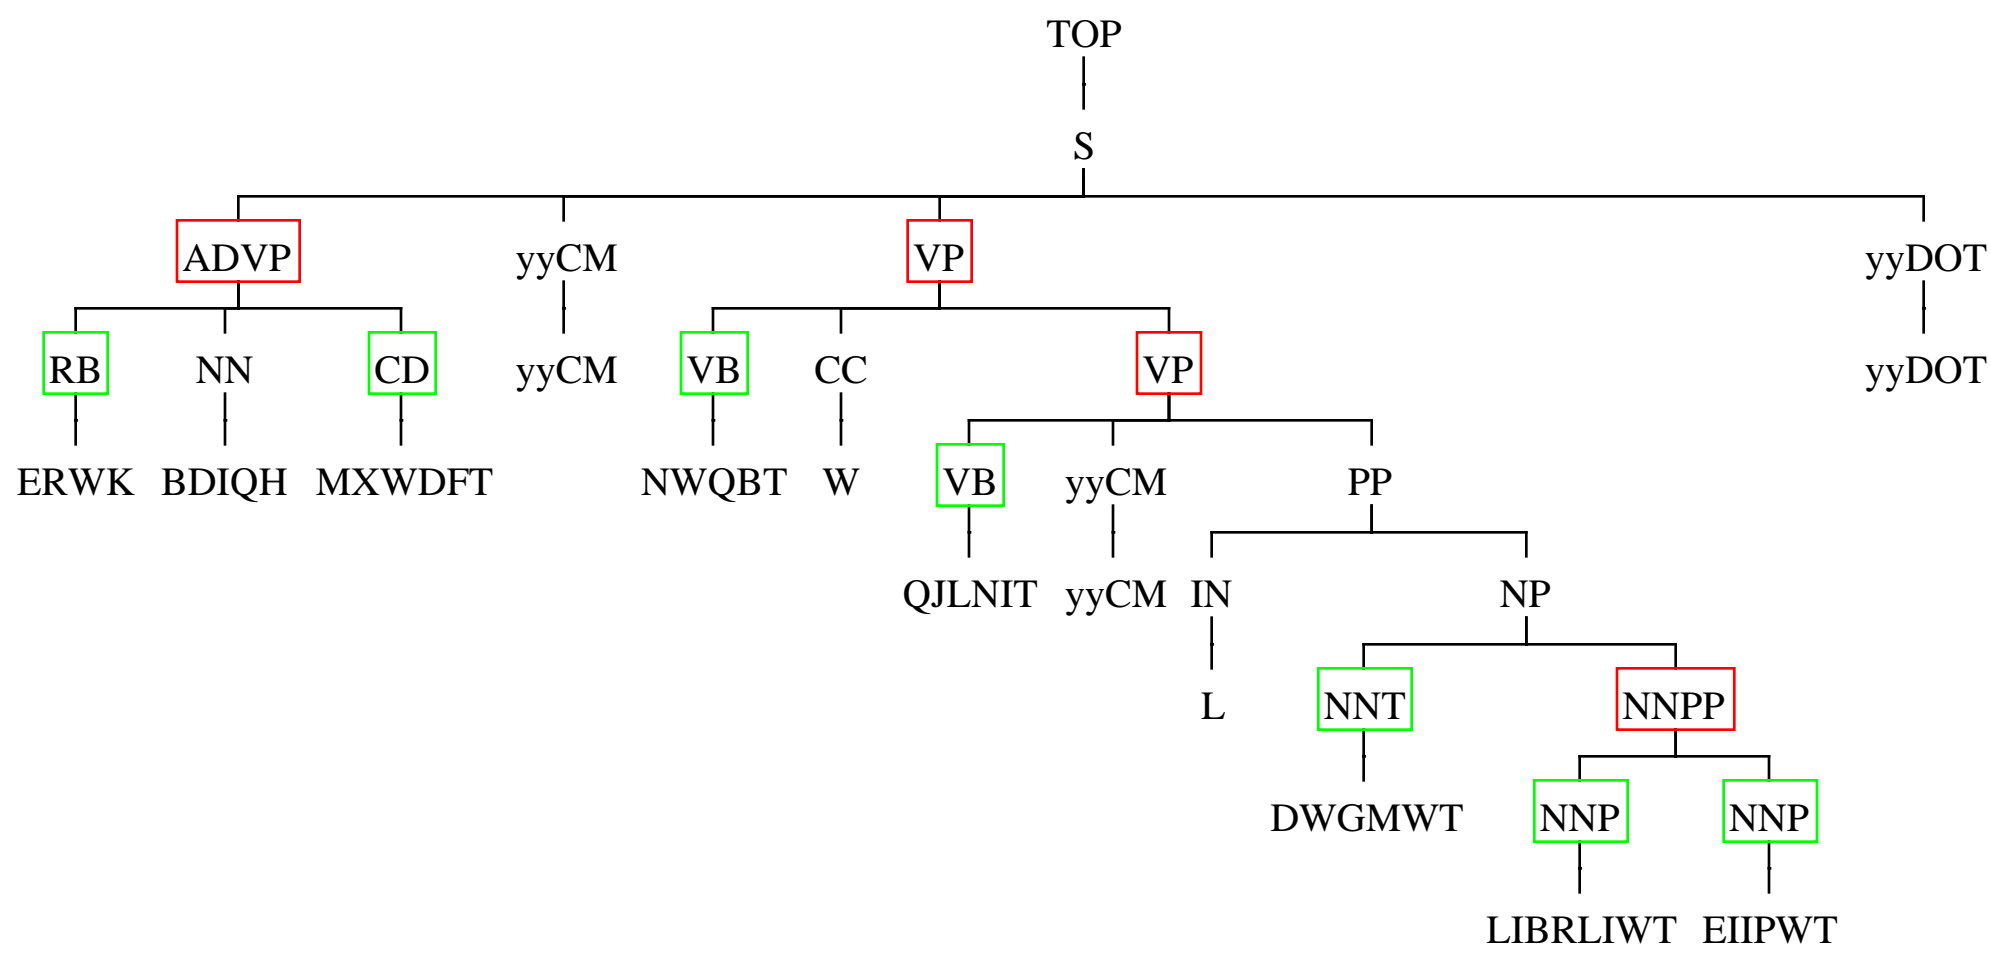 TOP
S
ADVP yyCM VP yyDOT
RB NN CD yyCM VB CC VP yyDOT
ERWK BDIQH MXWDFT NWQBT W VB yyCM PP
QJLNIT yyCM IN NP
L NNT NNPP
DWGMWT NNP NNP
LIBRLIWT EIIPWT